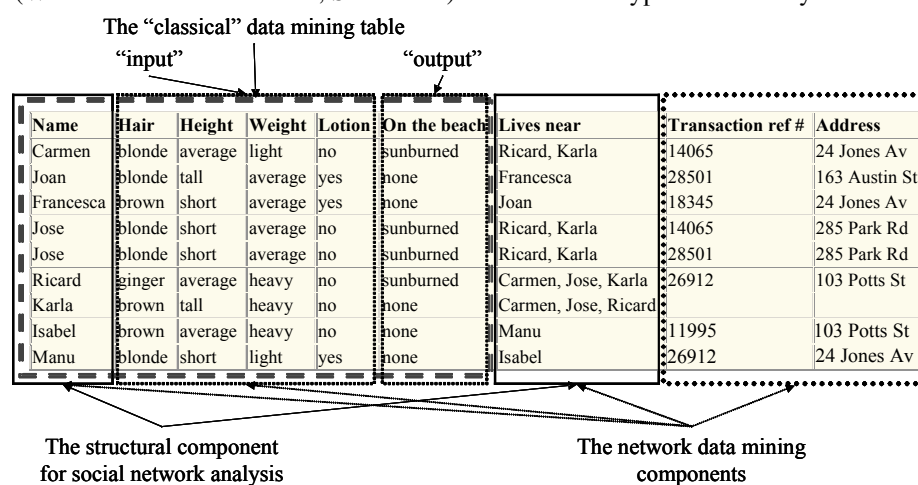 The “classical” data mining table
“input” “output”
Name Hair Height Weight Lotion On the beach Lives near Transaction ref # Address
Carmen blonde average light no sunburned Ricard, Karla 14065 24 Jones Av
Joan blonde tall average yes none Francesca 28501 163 Austin St
Francesca brown short average yes none Joan 18345 24 Jones Av
Jose blonde short average no sunburned Ricard, Karla 14065 285 Park Rd
Jose blonde short average no sunburned Ricard, Karla 28501 285 Park Rd
Ricard ginger average heavy no sunburned Carmen, Jose, Karla 26912 103 Potts St
Karla brown tall heavy no none Carmen, Jose, Ricard
Isabel brown average heavy no none Manu 11995 103 Potts St
Manu blonde short light yes none Isabel 26912 24 Jones Av
The structural component The network data mining
for social network analysis components